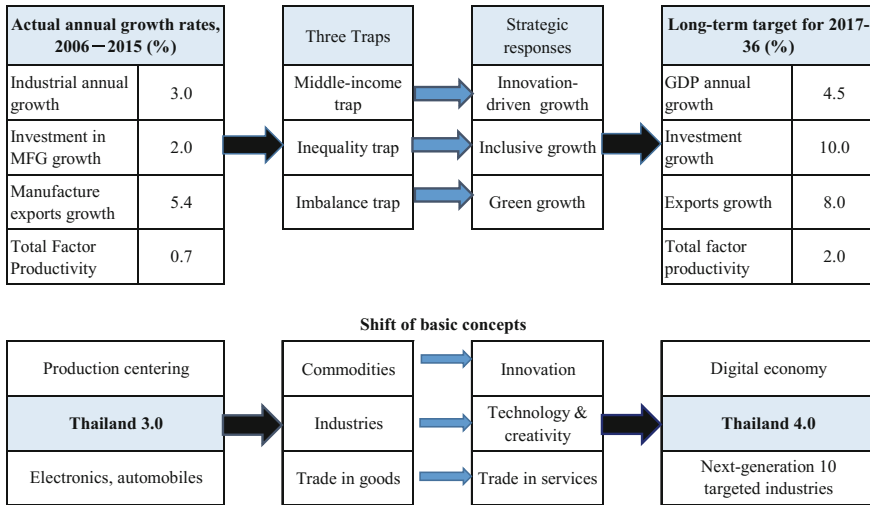 Actual annual growth rates,
2006－2015 (%)
Industrial annual
growth
3.0
Investment in
MFG growth
2.0
Manufacture
exports growth
5.4
Total Factor
Productivity
0.7
Three Traps
Middle-income
trap
Inequality trap
Imbalance trap
Strategic
responses
Innovation-
driven growth
Inclusive growth
Green growth
Long-term target for 2017-
36 (%)
GDP annual
growth
4.5
Investment
growth
10.0
Exports growth
8.0
Total factor
productivity
2.0
Shift of basic concepts
Production centering
Thailand 3.0
Electronics, automobiles
Commodities
Industries
Trade in goods
Innovation
Technology &
creativity
Trade in services
Digital economy
Thailand 4.0
Next-generation 10
targeted industries